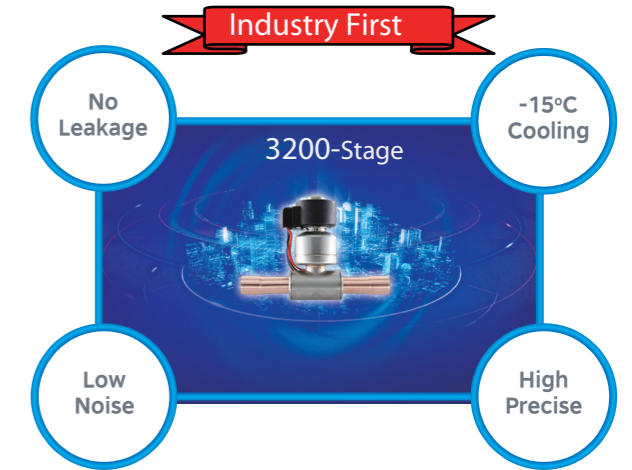 Industry First
No
Leakage
-15°C
Cooling
3200-Stage
Low
Noise
High
Precise